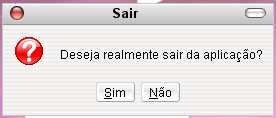 Sair
Deseja realmente sair da aplicação?
Sim Não